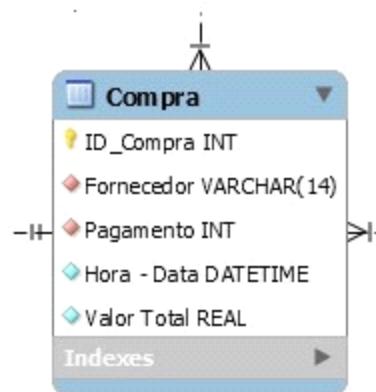 Compra
ID_Compra INT
Fornecedor VARCHAR(14)
Pagamento INT
Hora - Data DATETIME
Valor Total REAL
Indexes